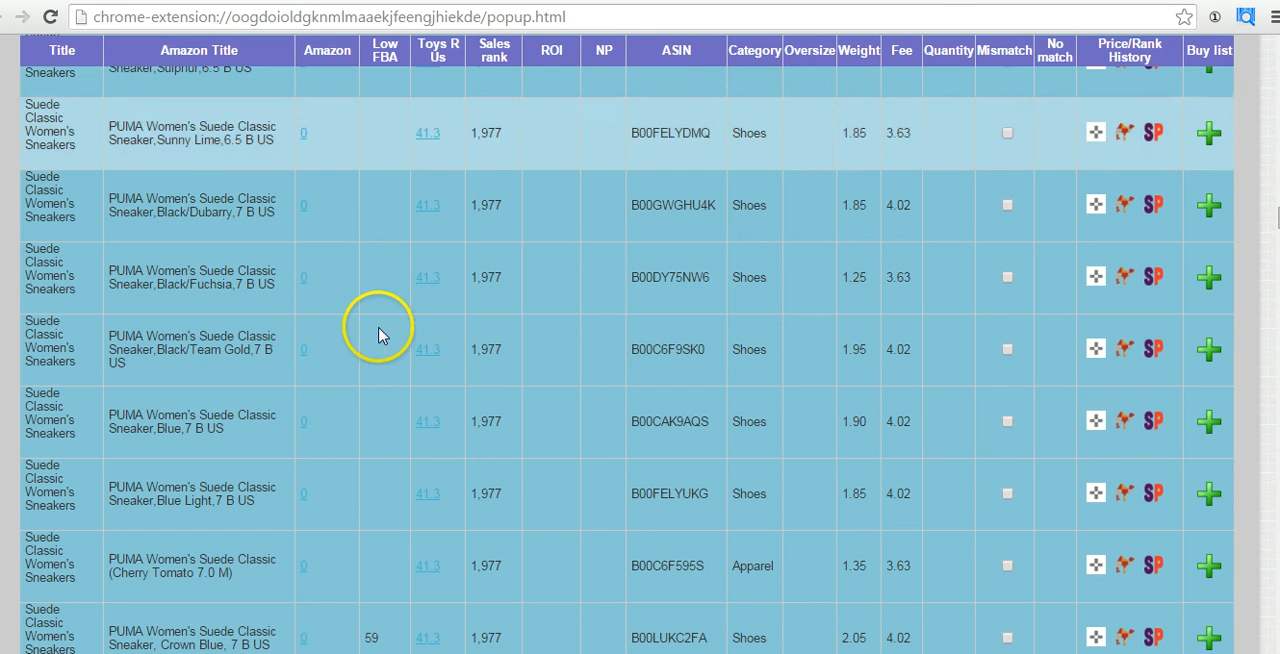 chrome-extension://oogdoioldgknmlmaaekjfeengjhiekde/popup.html
Title Amazon Title Amazon Low FBA Toys R Us Sales rank ROI NP ASIN Category Oversize Weight Fee Quantity Mismatch No match Price/Rank History Buy list
Sneakers Sneaker,Sulphur,6.5 B US
Suede Classic Women's Sneakers PUMA Women's Suede Classic Sneaker,Sunny Lime,6.5 B US 0 41.3 1,977 B00FELYDMQ Shoes 1.85 3.63 SP
Suede Classic Women's Sneakers PUMA Women's Suede Classic Sneaker,Black/Dubarry,7 B US 0 41.3 1,977 B00GWGHU4K Shoes 1.85 4.02 SP
Suede Classic Women's Sneakers PUMA Women's Suede Classic Sneaker,Black/Fuchsia,7 B US 0 41.3 1,977 B00DY75NW6 Shoes 1.25 3.63 SP
Suede Classic Women's Sneakers PUMA Women's Suede Classic Sneaker,Black/Team Gold,7 B US 0 41.3 1,977 B00C6F9SK0 Shoes 1.95 4.02 SP
Suede Classic Women's Sneakers PUMA Women's Suede Classic Sneaker,Blue,7 B US 0 41.3 1,977 B00CAK9AQS Shoes 1.90 4.02 SP
Suede Classic Women's Sneakers PUMA Women's Suede Classic Sneaker,Blue Light,7 B US 0 41.3 1,977 B00FELYUKG Shoes 1.85 4.02 SP
Suede Classic Women's Sneakers PUMA Women's Suede Classic (Cherry Tomato 7.0 M) 0 41.3 1,977 B00C6F595S Apparel 1.35 3.63 SP
Suede Classic Women's Sneakers PUMA Women's Suede Classic Sneaker, Crown Blue, 7 B US 0 59 41.3 1,977 B00LUKC2FA Shoes 2.05 4.02 SP